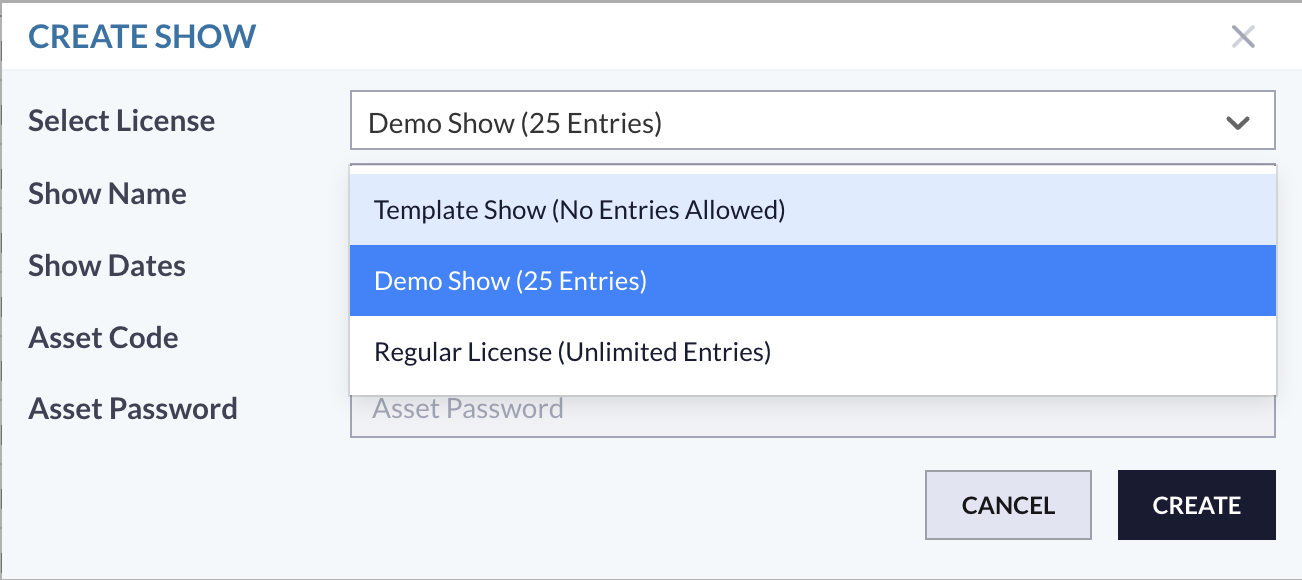 CREATE SHOW
Select License
Demo Show (25 Entries)
Show Name
Template Show (No Entries Allowed)
Show Dates
Demo Show (25 Entries)
Asset Code
Regular License (Unlimited Entries)
Asset Password
Asset Password
CANCEL
CREATE